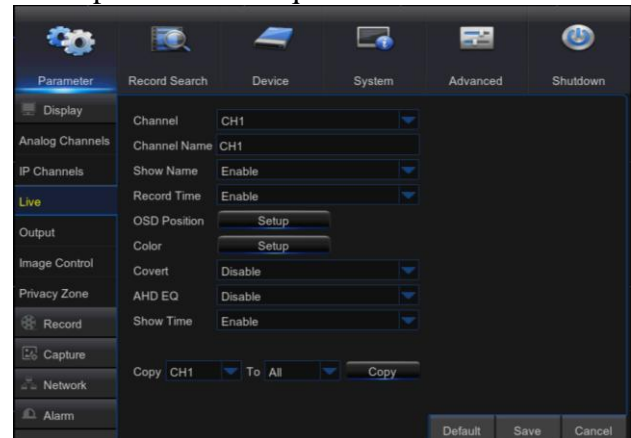 Parameter Record Search Device System Advanced Shutdown
Display
Analog Channels
IP Channels
Live
Output
Image Control
Privacy Zone
Record
Capture
Network
Alarm
Channel CH1
Channel Name CH1
Show Name Enable
Record Time Enable
OSD Position Setup
Color Setup
Covert Disable
AHD EQ Disable
Show Time Enable
Copy CH1 To All Copy
Default Save Cancel